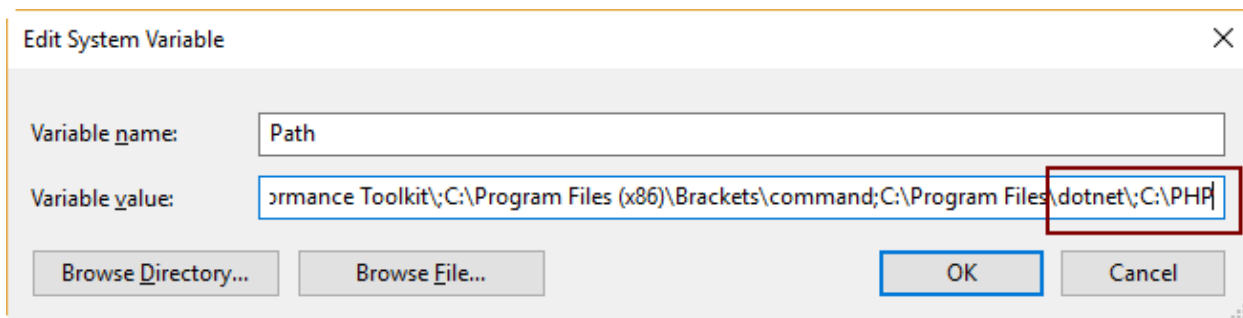 Edit System Variable
Variable name: Path
Variable value: ormance Toolkit\;C:\Program Files (x86)\Brackets\command;C:\Program Files\dotnet\;C:\PHP
Browse Directory... Browse File... OK Cancel